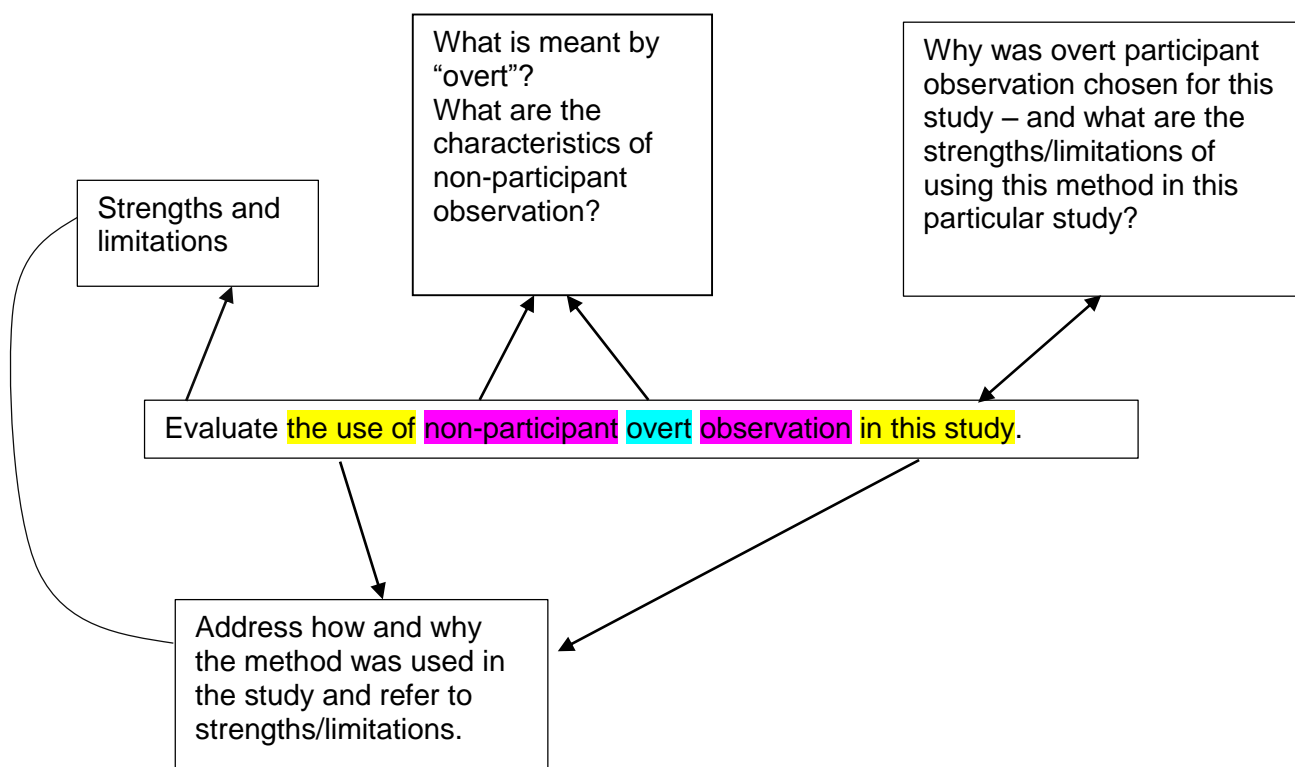 What is meant by
“overt”?
What are the
characteristics of
non-participant
observation?
Why was overt participant
observation chosen for this
study – and what are the
strengths/limitations of
using this method in this
particular study?
Strengths and
limitations
Evaluate the use of non-participant overt observation in this study.
Address how and why
the method was used in
the study and refer to
strengths/limitations.